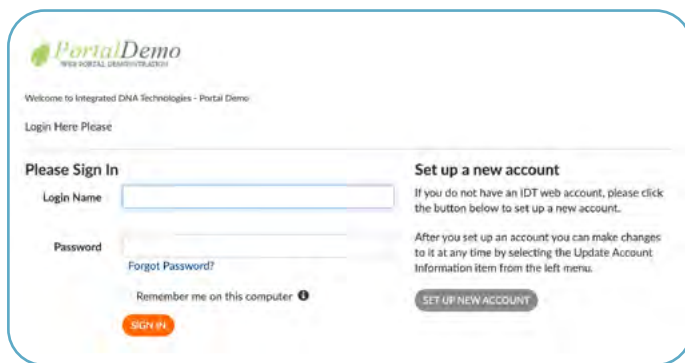 PortalDemo
WEB PORTAL DEMONSTRATION
Welcome to Integrated DNA Technologies - Portal Demo
Login Here Please
Please Sign In
Login Name
Password
Forgot Password?
Remember me on this computer
SIGN IN
Set up a new account
If you do not have an IDT web account, please click
the button below to set up a new account.
After you set up an account you can make changes
to it at any time by selecting the Update Account
Information item from the left menu.
SET UP NEW ACCOUNT